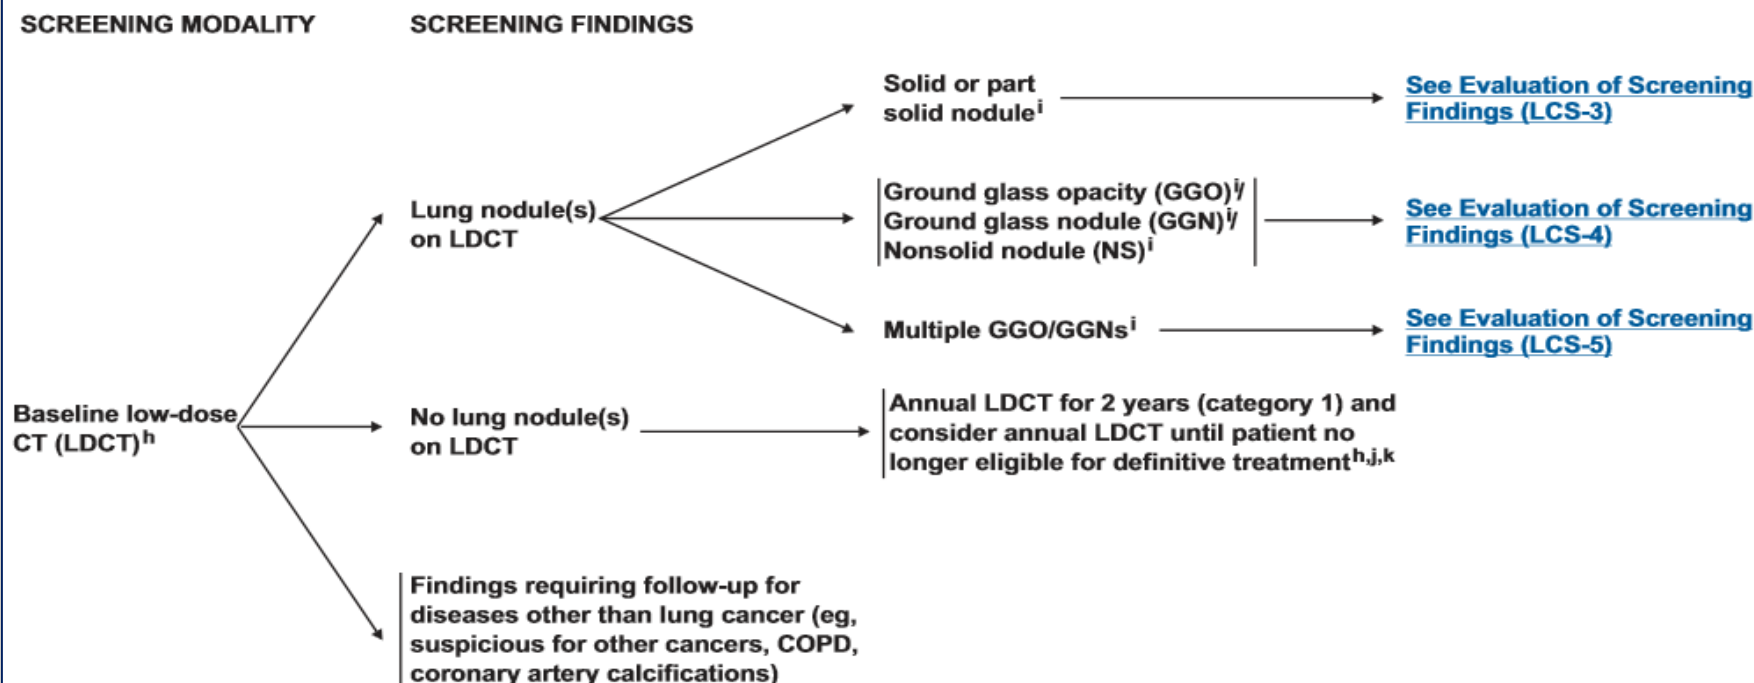 SCREENING MODALITY
SCREENING FINDINGS
Solid or part
solid noduleⁱ
See Evaluation of Screening
Findings (LCS-3)
Lung nodule(s)
on LDCT
Ground glass opacity (GGO)ⁱ/
Ground glass nodule (GGN)ⁱ/
Nonsolid nodule (NS)ⁱ
See Evaluation of Screening
Findings (LCS-4)
Multiple GGO/GGNsⁱ
See Evaluation of Screening
Findings (LCS-5)
Baseline low-dose
CT (LDCT)ʰ
No lung nodule(s)
on LDCT
Annual LDCT for 2 years (category 1) and
consider annual LDCT until patient no
longer eligible for definitive treatmentʰ,ʲ,ᵏ
Findings requiring follow-up for
diseases other than lung cancer (eg,
suspicious for other cancers, COPD,
coronary artery calcifications)